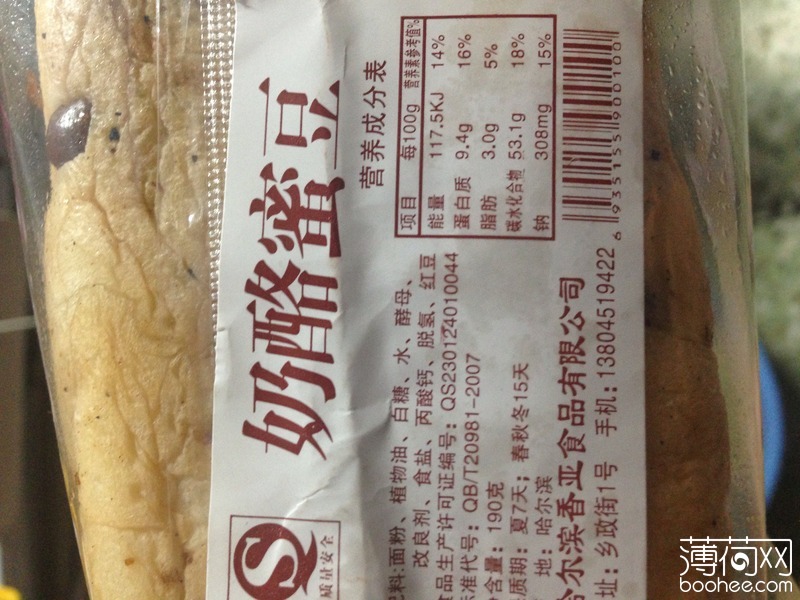 奶酪蜜豆
营养成分表
项目 每100g 营养素参考值%
能量 117.5KJ 14%
蛋白质 9.4g 16%
脂肪 3.0g 5%
碳水化合物 53.1g 18%
钠 308mg 15%
6 935155 900100
配料:面粉、植物油、白糖、水、酵母、
改良剂、食盐、丙酸钙、脱氢、红豆
食品生产许可证编号: QS230124010044
标准代号: QB/T20981-2007
净含量: 190克
保质期: 夏7天; 春秋冬15天
地: 哈尔滨
哈尔滨香亚食品有限公司
址: 乡政街1号 手机: 13804519422
QS
质量安全
薄荷网
boohee.com